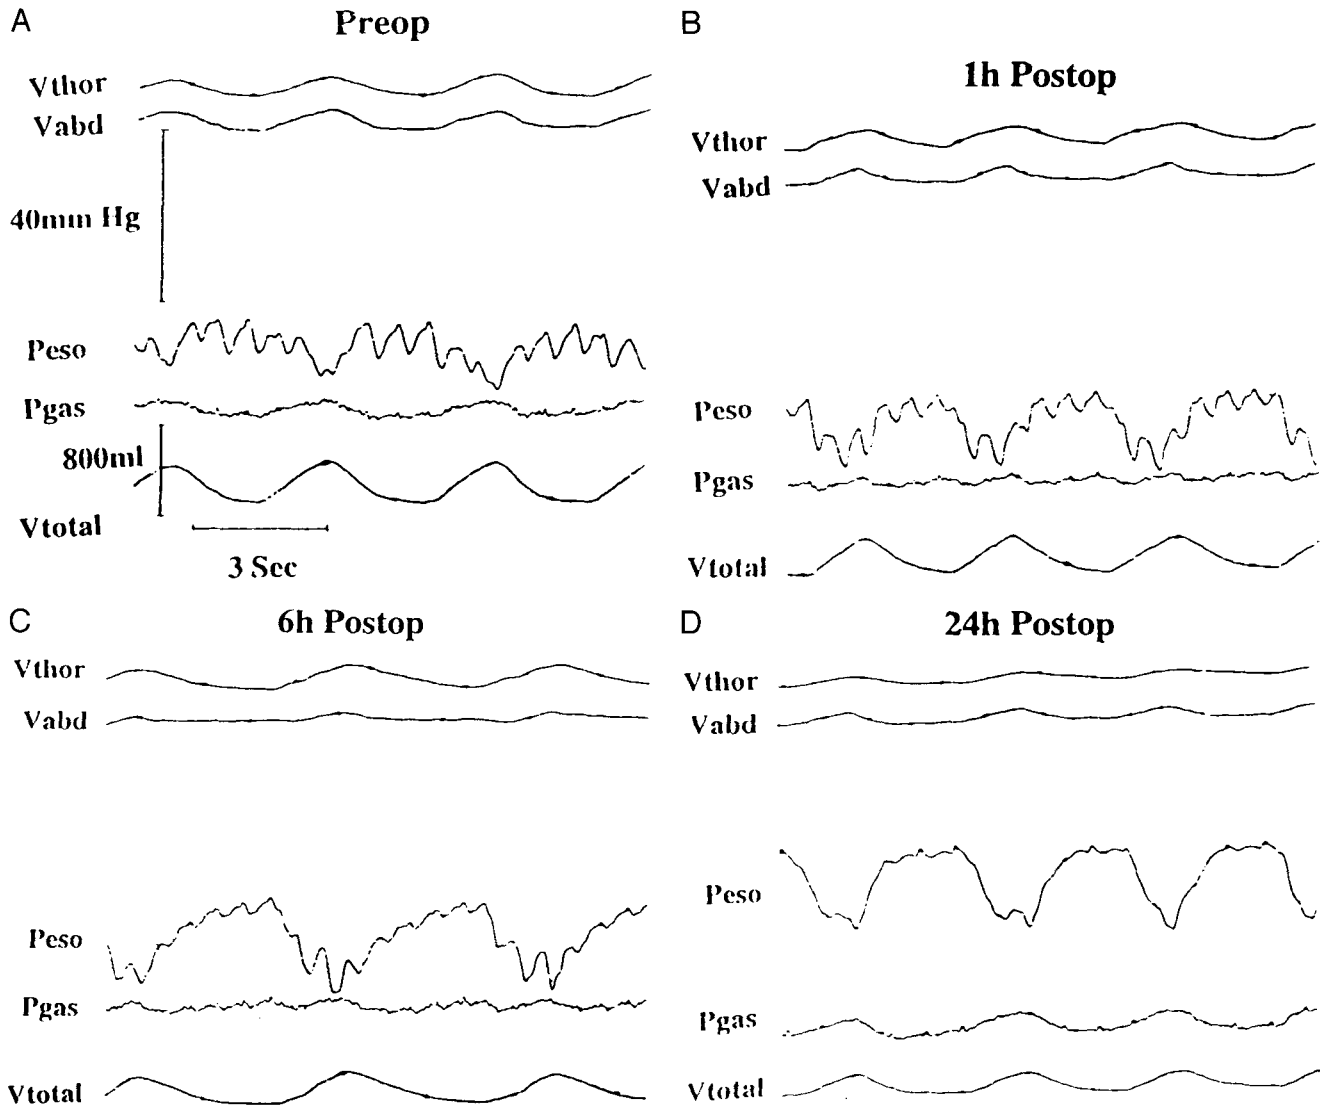 A
Preop
Vthor
Vabd
40mm Hg
Peso
Pgas
800ml
Vtotal
3 Sec
B
1h Postop
Vthor
Vabd
Peso
Pgas
Vtotal
C
6h Postop
Vthor
Vabd
Peso
Pgas
Vtotal
D
24h Postop
Vthor
Vabd
Peso
Pgas
Vtotal